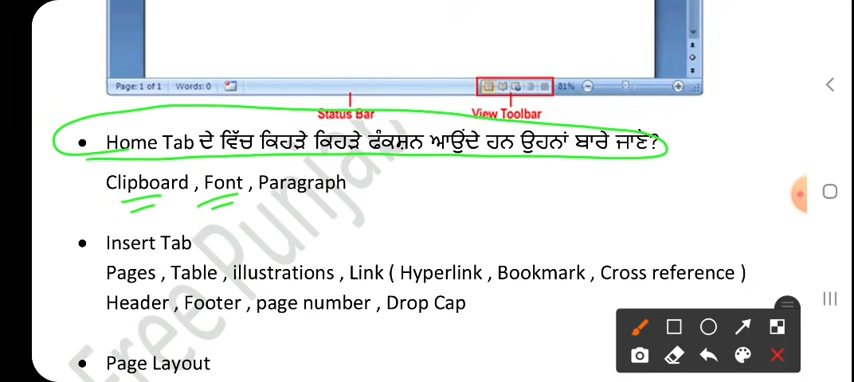 Page: 1 of 1 Words: 0 81%
Status Bar View Toolbar
• Home Tab ਦੇ ਵਿੱਚ ਕਿਹੜੇ ਕਿਹੜੇ ਫੰਕਸ਼ਨ ਆਉਂਦੇ ਹਨ ਉਹਨਾਂ ਬਾਰੇ ਜਾਣੋ?
Clipboard , Font , Paragraph
• Insert Tab
Pages , Table , illustrations , Link ( Hyperlink , Bookmark , Cross reference )
Header , Footer , page number , Drop Cap
• Page Layout
Free Punjab